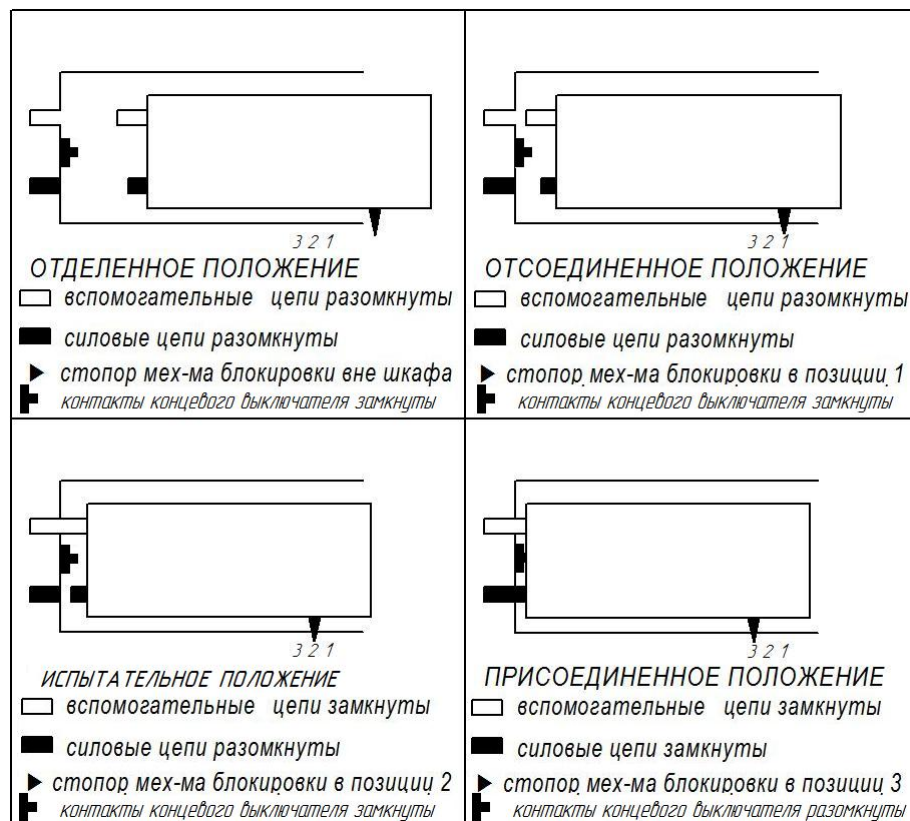 3 2 1
ОТДЕЛЕННОЕ ПОЛОЖЕНИЕ
вспомогательные цепи разомкнуты
силовые цепи разомкнуты
стопор мех-ма блокировки вне шкафа
контакты концевого выключателя замкнуты
3 2 1
ОТСОЕДИНЕННОЕ ПОЛОЖЕНИЕ
вспомогательные цепи разомкнуты
силовые цепи разомкнуты
стопор мех-ма блокировки в позиции 1
контакты концевого выключателя замкнуты
3 2 1
ИСПЫТАТЕЛЬНОЕ ПОЛОЖЕНИЕ
вспомогательные цепи замкнуты
силовые цепи разомкнуты
стопор мех-ма блокировки в позиции 2
контакты концевого выключателя замкнуты
3 2 1
ПРИСОЕДИНЕННОЕ ПОЛОЖЕНИЕ
вспомогательные цепи замкнуты
силовые цепи замкнуты
стопор мех-ма блокировки в позиции 3
контакты концевого выключателя разомкнуты